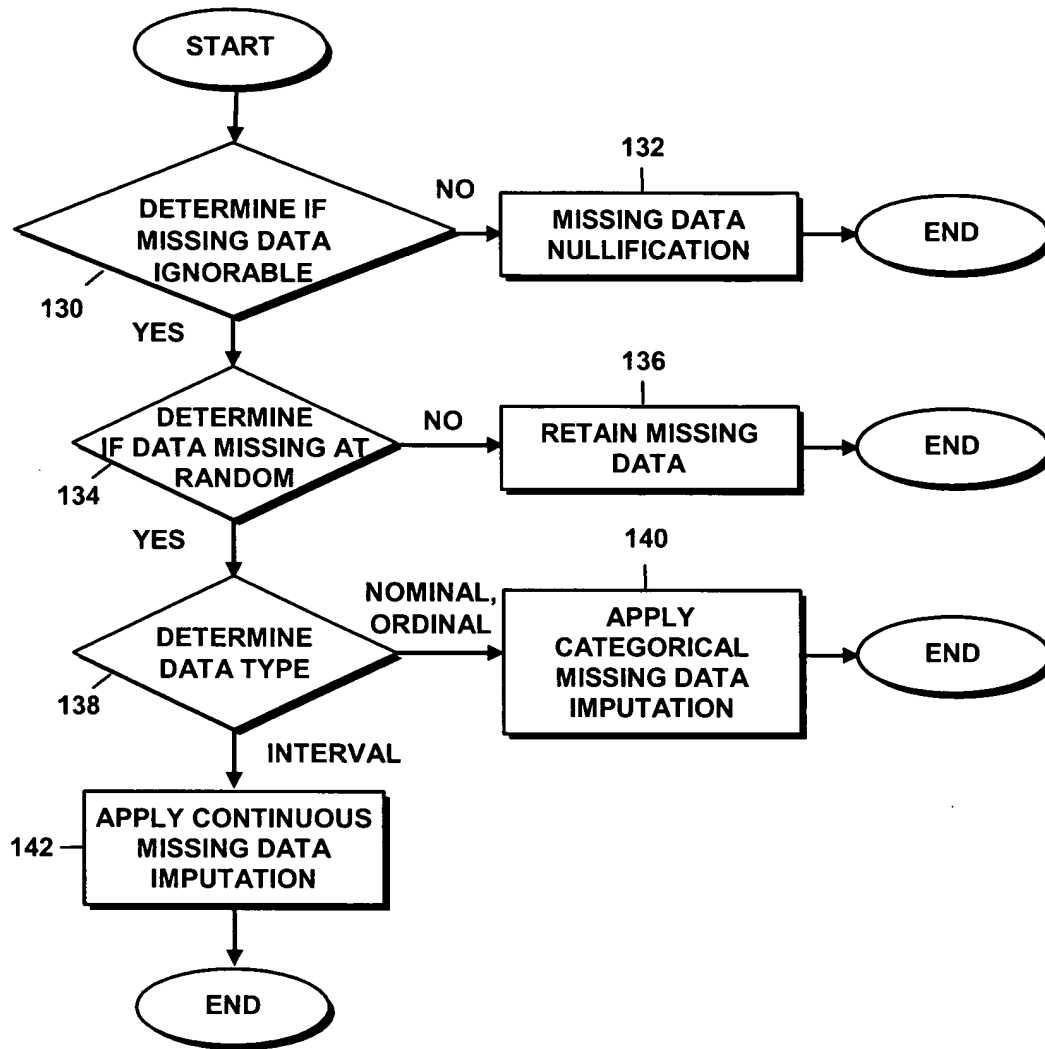 START
132
NO
DETERMINE IF
MISSING DATA
IGNORABLE
MISSING DATA
NULLIFICATION
END
130
YES
136
DETERMINE
IF DATA MISSING AT
RANDOM
NO
RETAIN MISSING
DATA
END
134
YES
140
NOMINAL,
ORDINAL
DETERMINE
DATA TYPE
APPLY
CATEGORICAL
MISSING DATA
IMPUTATION
END
138
INTERVAL
APPLY CONTINUOUS
MISSING DATA
IMPUTATION
142
END